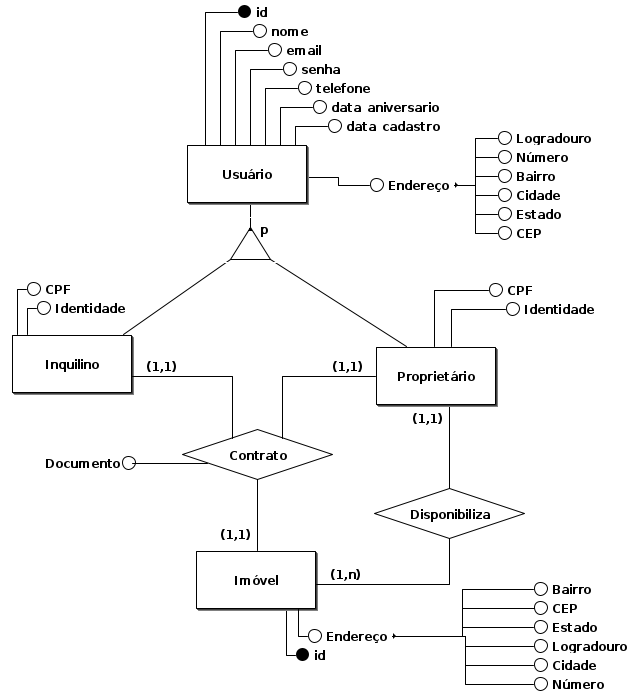 id
nome
email
senha
telefone
data aniversario
data cadastro
Usuário
Endereço
Logradouro
Número
Bairro
Cidade
Estado
CEP
p
CPF
Identidade
CPF
Identidade
Inquilino
(1,1)
(1,1)
Proprietário
(1,1)
Contrato
Documento
Disponibiliza
(1,1)
Imóvel
(1,n)
Endereço
id
Bairro
CEP
Estado
Logradouro
Cidade
Número